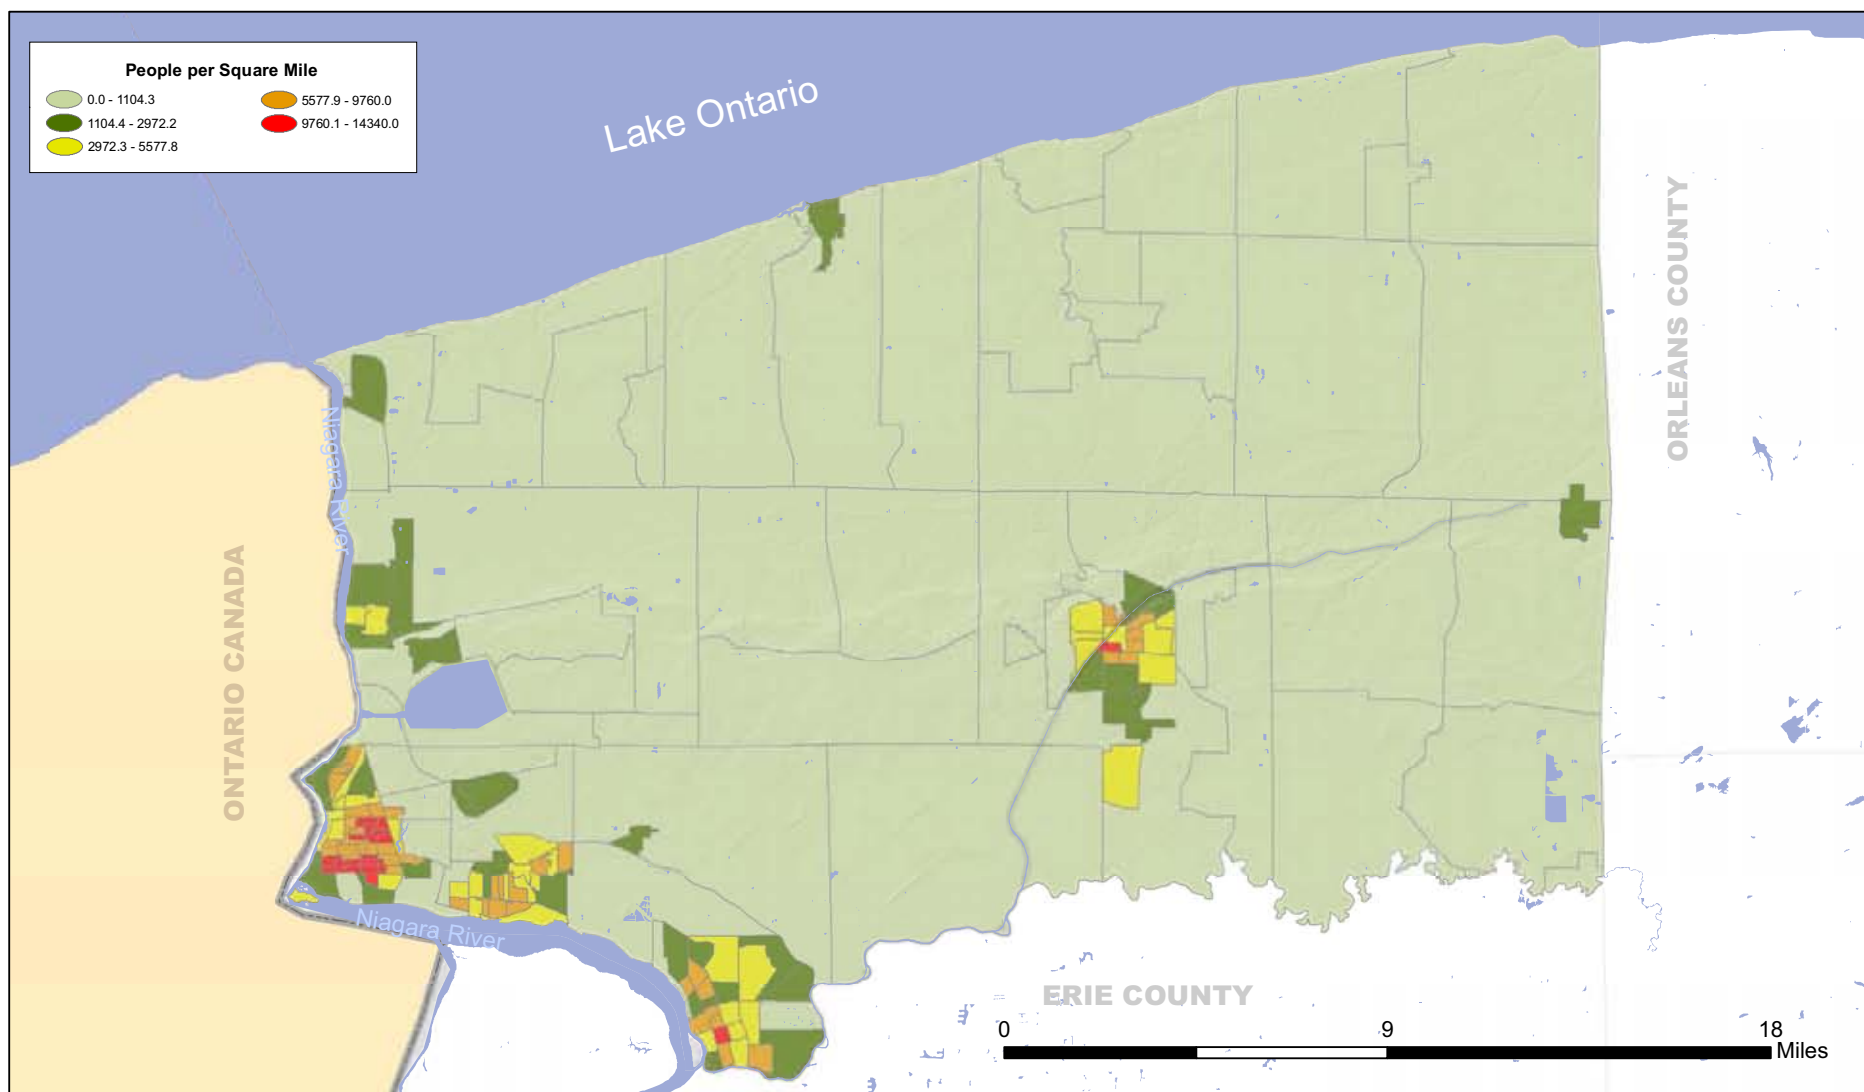 People per Square Mile
0.0 - 1104.3
1104.4 - 2972.2
2972.3 - 5577.8
5577.9 - 9760.0
9760.1 - 14340.0
Lake Ontario
ORLEANS COUNTY
Niagara River
ONTARIO CANADA
Niagara River
ERIE COUNTY
0 9 18
Miles